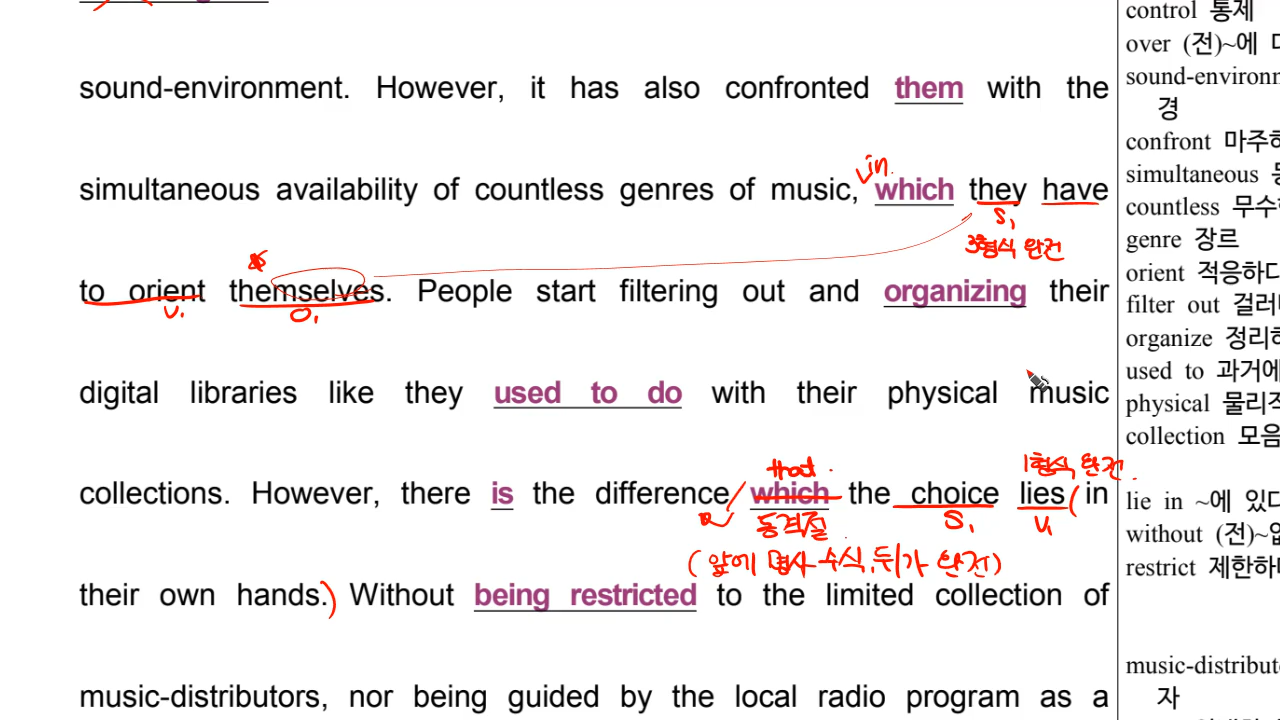 sound-environment. However, it has also confronted them with the
in
simultaneous availability of countless genres of music, which they have
S₁
3형식 완전
to orient themselves. People start filtering out and organizing their
V₁
O₁
digital libraries like they used to do with their physical music
that
1형식 완전
collections. However, there is the difference which the choice lies (in
동격절
S₁
V₁
(앞에 명사 수식, 뒤가 완전)
their own hands.) Without being restricted to the limited collection of
music-distributors, nor being guided by the local radio program as a
control 통제
over (전)~에
sound-environ
경
confront 마주
simultaneous
countless 무수
genre 장르
orient 적응하
filter out 걸러
organize 정리
used to 과거에
physical 물리
collection 모음
lie in ~에 있다
without (전)~
restrict 제한하
music-distribut
자